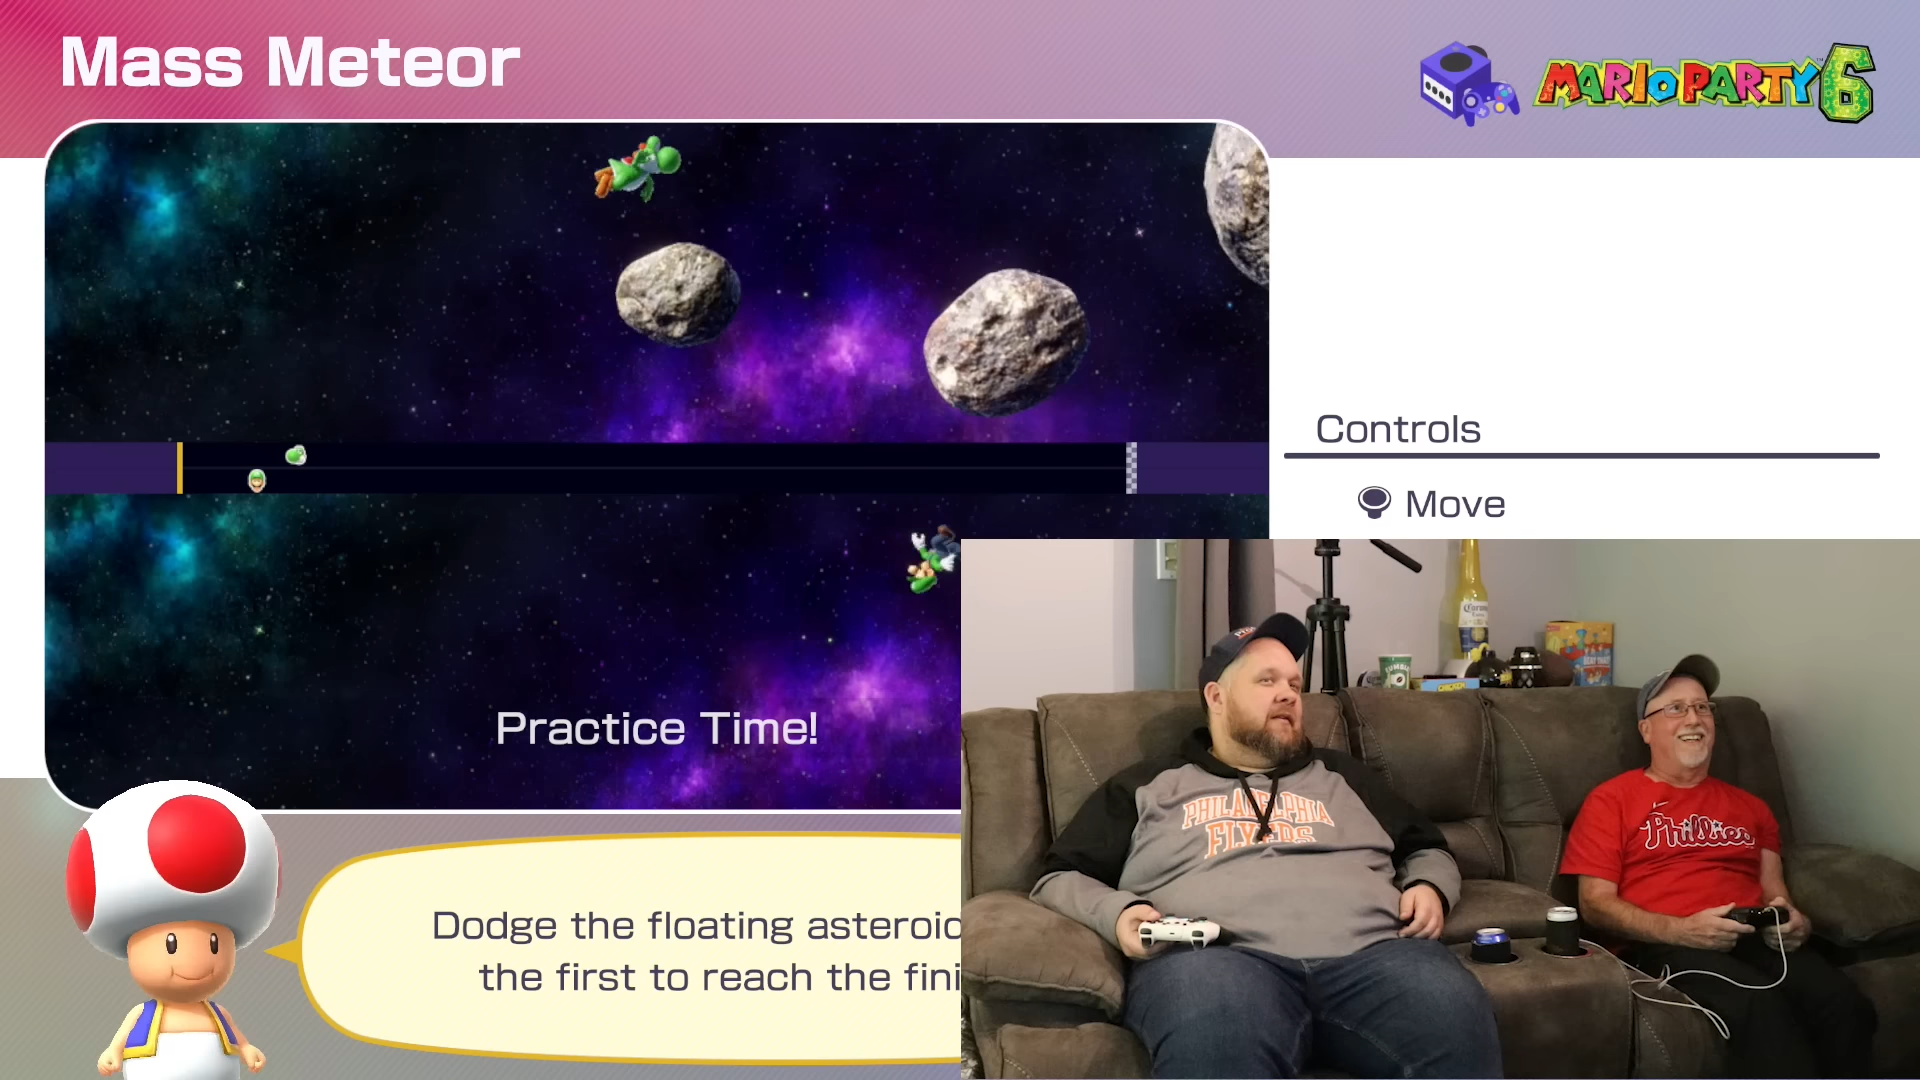 Mass Meteor
MARIO PARTY 6
Controls
Move
Practice Time!
Dodge the floating asteroid
the first to reach the fini
PHILADELPHIA
FLYERS
Phillies
Corona